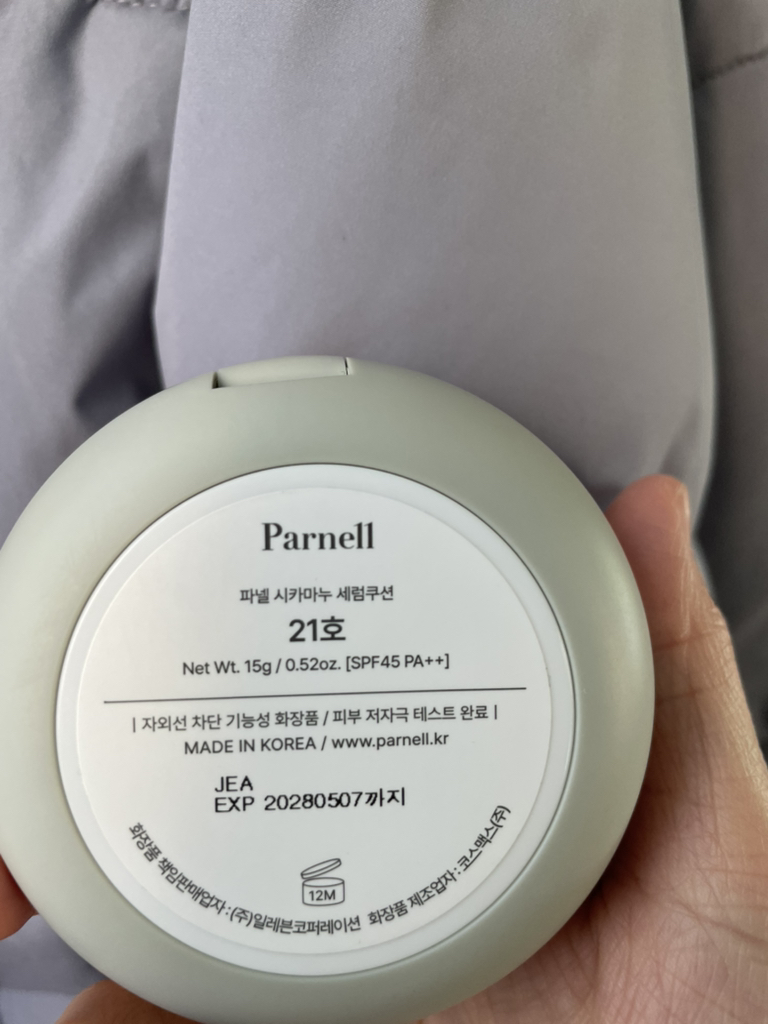 Parnell
파넬 시카마누 세럼쿠션
21호
Net Wt. 15g / 0.52oz. [SPF45 PA++]
| 자외선 차단 기능성 화장품 / 피부 저자극 테스트 완료 |
MADE IN KOREA / www.parnell.kr
JEA
EXP 20280507까지
12M
화장품 책임판매업자 : (주)일레븐코퍼레이션 화장품 제조업자 : 코스맥스(주)